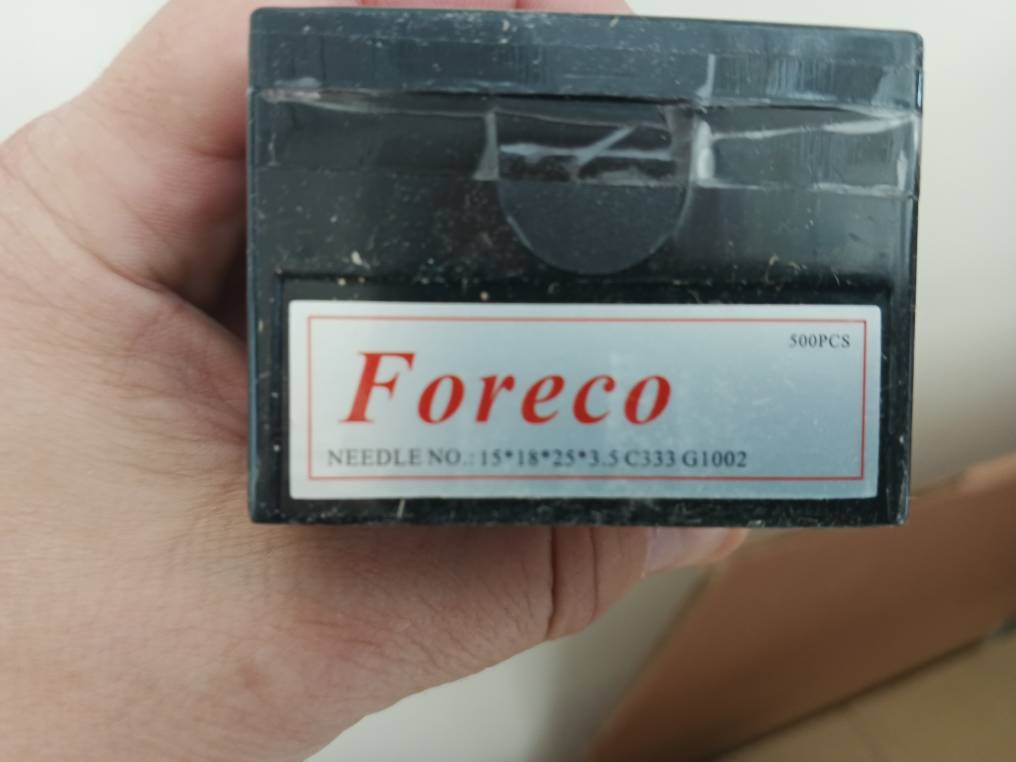 500PCS
Foreco
NEEDLE NO.: 15*18*25*3.5 C333 G1002